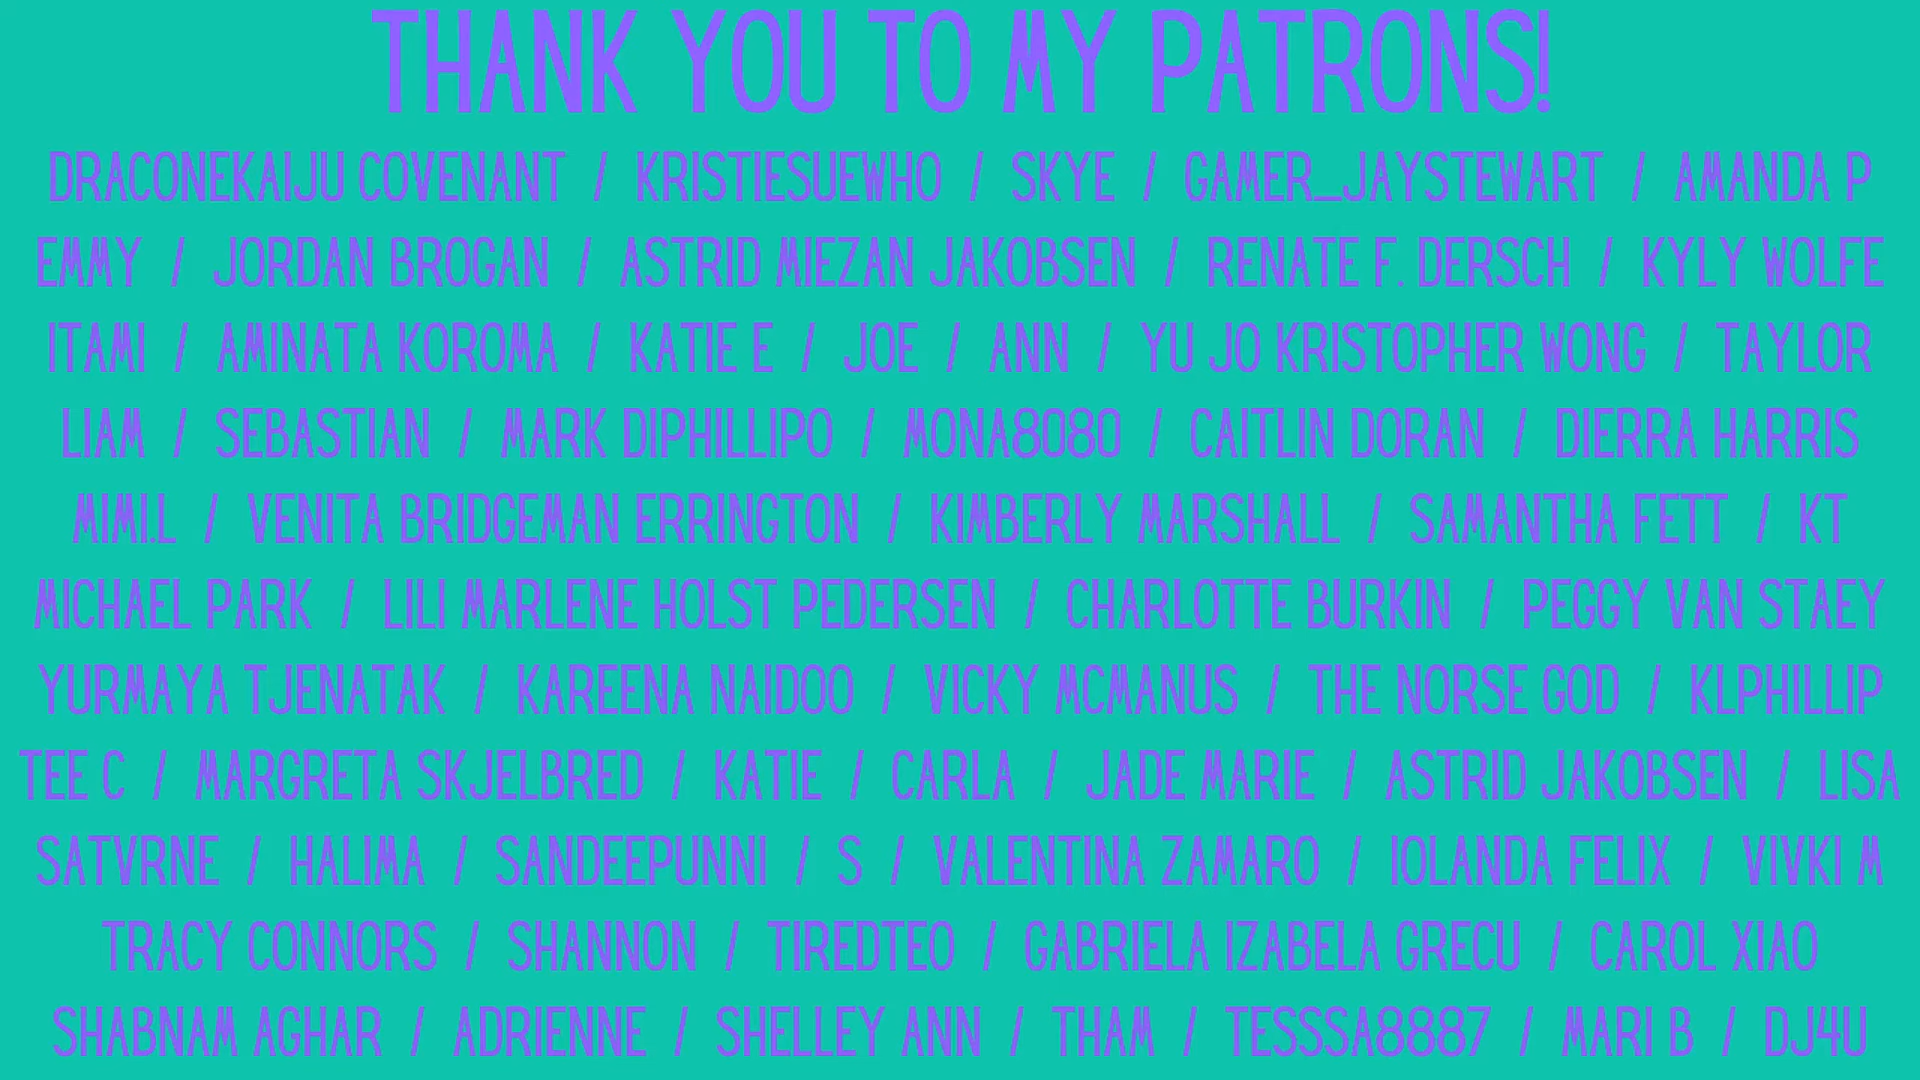 THANK YOU TO MY PATRONS!
DRACONEKAIJU COVENANT / KRISTIESUEWHO / SKYE / GAMER_JAYSTEWART / AMANDA P
EMMY / JORDAN BROGAN / ASTRID MIEZAN JAKOBSEN / RENATE F. DERSCH / KYLY WOLFE
ITAMI / AMINATA KOROMA / KATIE E / JOE / ANN / YU JO KRISTOPHER WONG / TAYLOR
LIAM / SEBASTIAN / MARK DIPHILLIPO / MONA8080 / CAITLIN DORAN / DIERRA HARRIS
MIMI.L / VENITA BRIDGEMAN ERRINGTON / KIMBERLY MARSHALL / SAMANTHA FETT / KT
MICHAEL PARK / LILI MARLENE HOLST PEDERSEN / CHARLOTTE BURKIN / PEGGY VAN STAEY
YURMAYA TJENATAK / KAREENA NAIDOO / VICKY MCMANUS / THE NORSE GOD / KLPHILLIP
TEE C / MARGRETA SKJELBRED / KATIE / CARLA / JADE MARIE / ASTRID JAKOBSEN / LISA
SATVRNE / HALIMA / SANDEEPUNNI / S / VALENTINA ZAMARO / IOLANDA FELIX / VIVKI M
TRACY CONNORS / SHANNON / TIREDTEO / GABRIELA IZABELA GRECU / CAROL XIAO
SHABNAM AGHAR / ADRIENNE / SHELLEY ANN / THAM / TESSSA8887 / MARI B / DJ4U